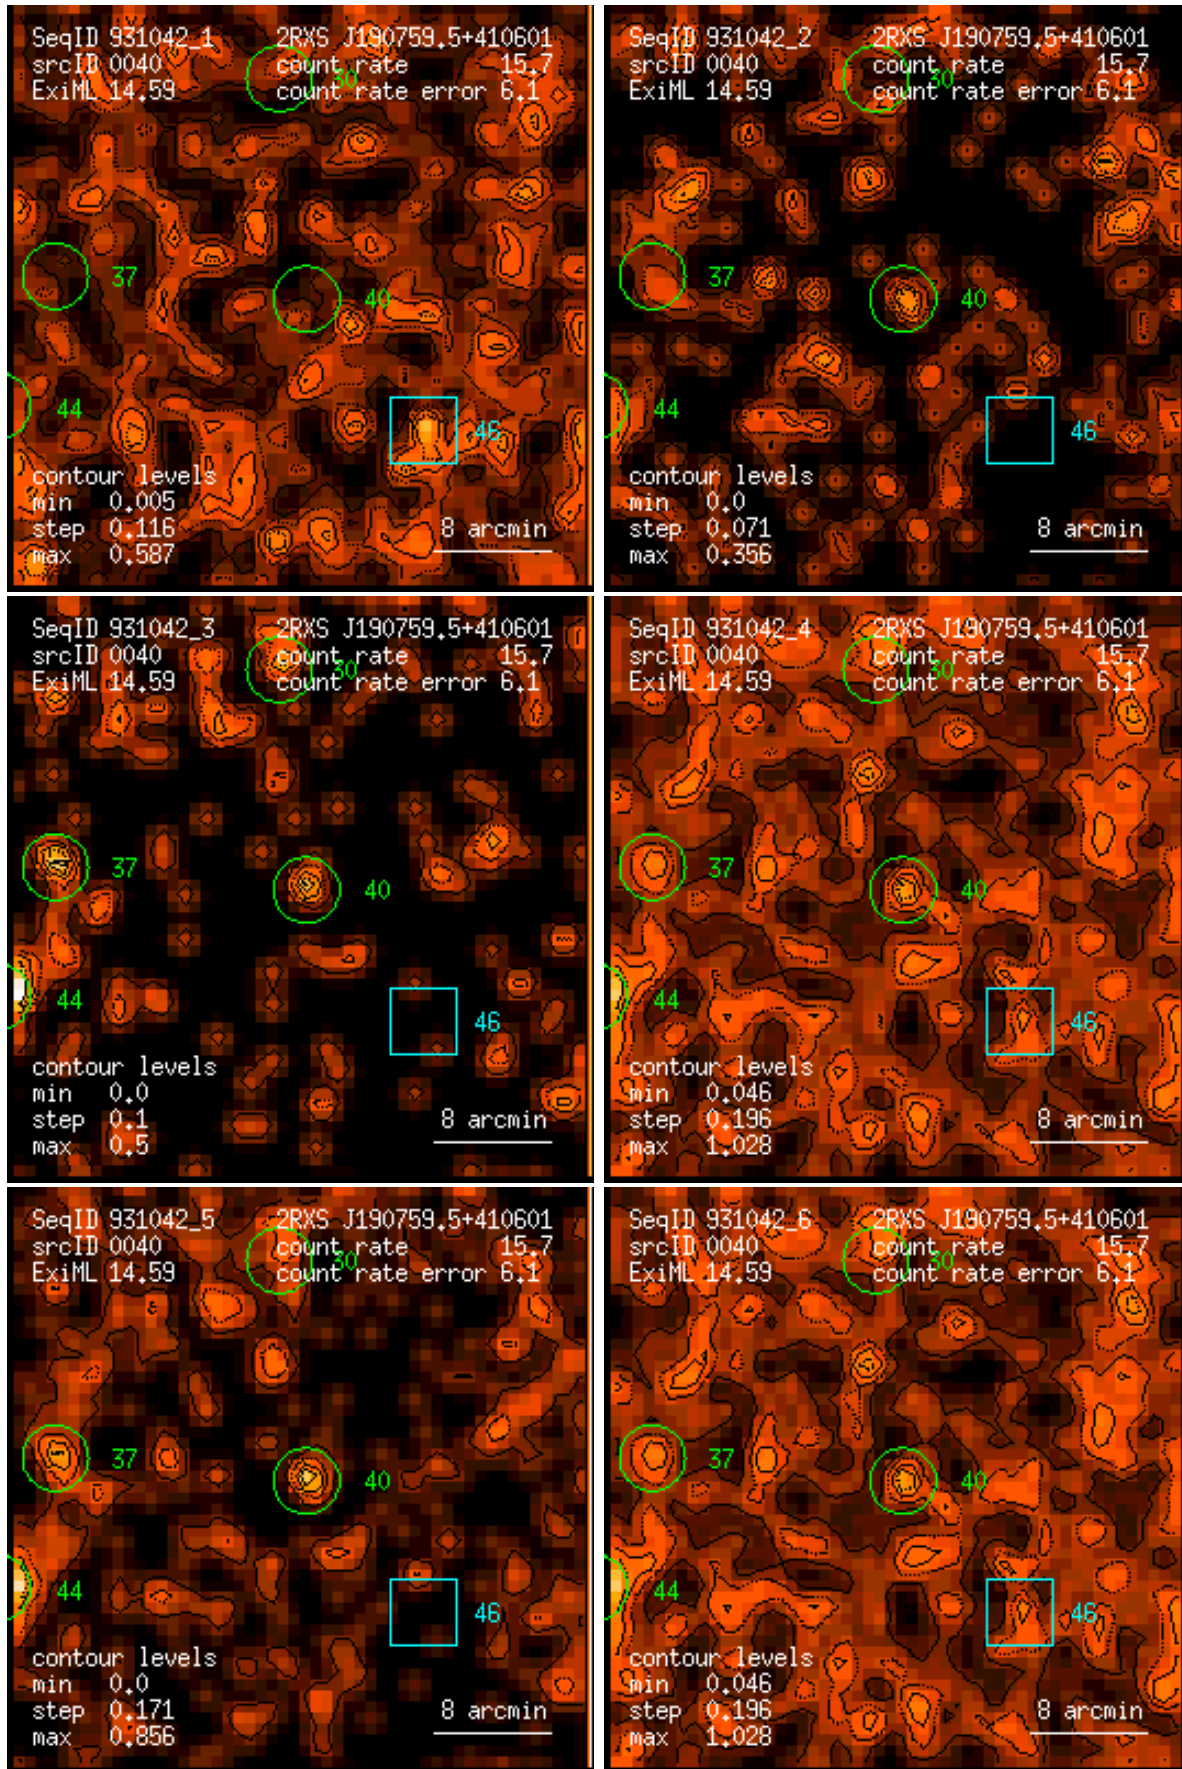 SeqID 931042_1 2RXS J190759.5+410601
srcID 0040 count rate 15.7
ExiML 14.59 count rate error 6.1
30
37
40
44
46
contour levels
min 0.005
step 0.116 8 arcmin
max 0.587
SeqID 931042_2 2RXS J190759.5+410601
srcID 0040 count rate 15.7
ExiML 14.59 count rate error 6.1
30
37
40
44
46
contour levels
min 0.0
step 0.071 8 arcmin
max 0.356
SeqID 931042_3 2RXS J190759.5+410601
srcID 0040 count rate 15.7
ExiML 14.59 count rate error 6.1
30
37
40
44
46
contour levels
min 0.0
step 0.1 8 arcmin
max 0.5
SeqID 931042_4 2RXS J190759.5+410601
srcID 0040 count rate 15.7
ExiML 14.59 count rate error 6.1
30
37
40
44
46
contour levels
min 0.046
step 0.196 8 arcmin
max 1.028
SeqID 931042_5 2RXS J190759.5+410601
srcID 0040 count rate 15.7
ExiML 14.59 count rate error 6.1
30
37
40
44
46
contour levels
min 0.0
step 0.171 8 arcmin
max 0.856
SeqID 931042_6 2RXS J190759.5+410601
srcID 0040 count rate 15.7
ExiML 14.59 count rate error 6.1
30
37
40
44
46
contour levels
min 0.046
step 0.196 8 arcmin
max 1.028